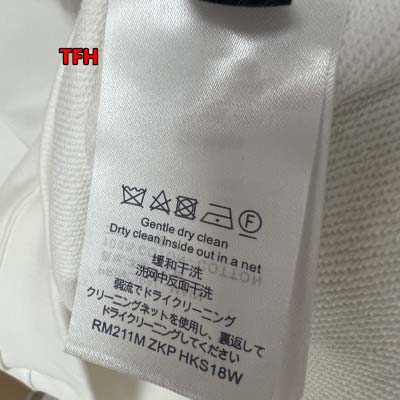 TFH
F
Gentle dry clean
Drty clean inside out in a net
缓和干洗
洗网中反面干洗
弱流でドライクリーニング
クリーニングネットを使用し、裏返して
ドライクリーニングしてください
RM211M ZKP HKS18W